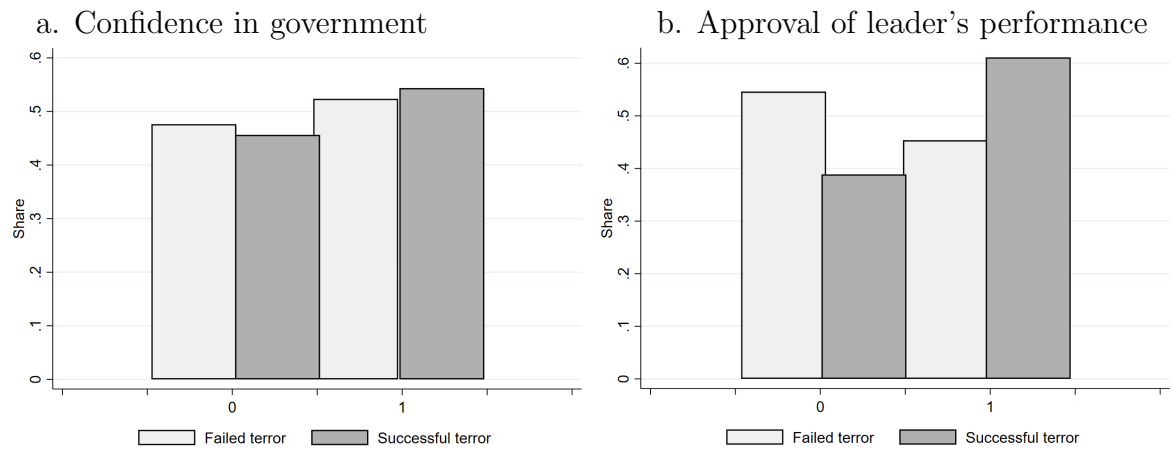 a. Confidence in government
.6
.5
.4
.3
.2
.1
0
Share
0 1
Failed terror Successful terror
b. Approval of leader's performance
.6
.5
.4
.3
.2
.1
0
Share
0 1
Failed terror Successful terror